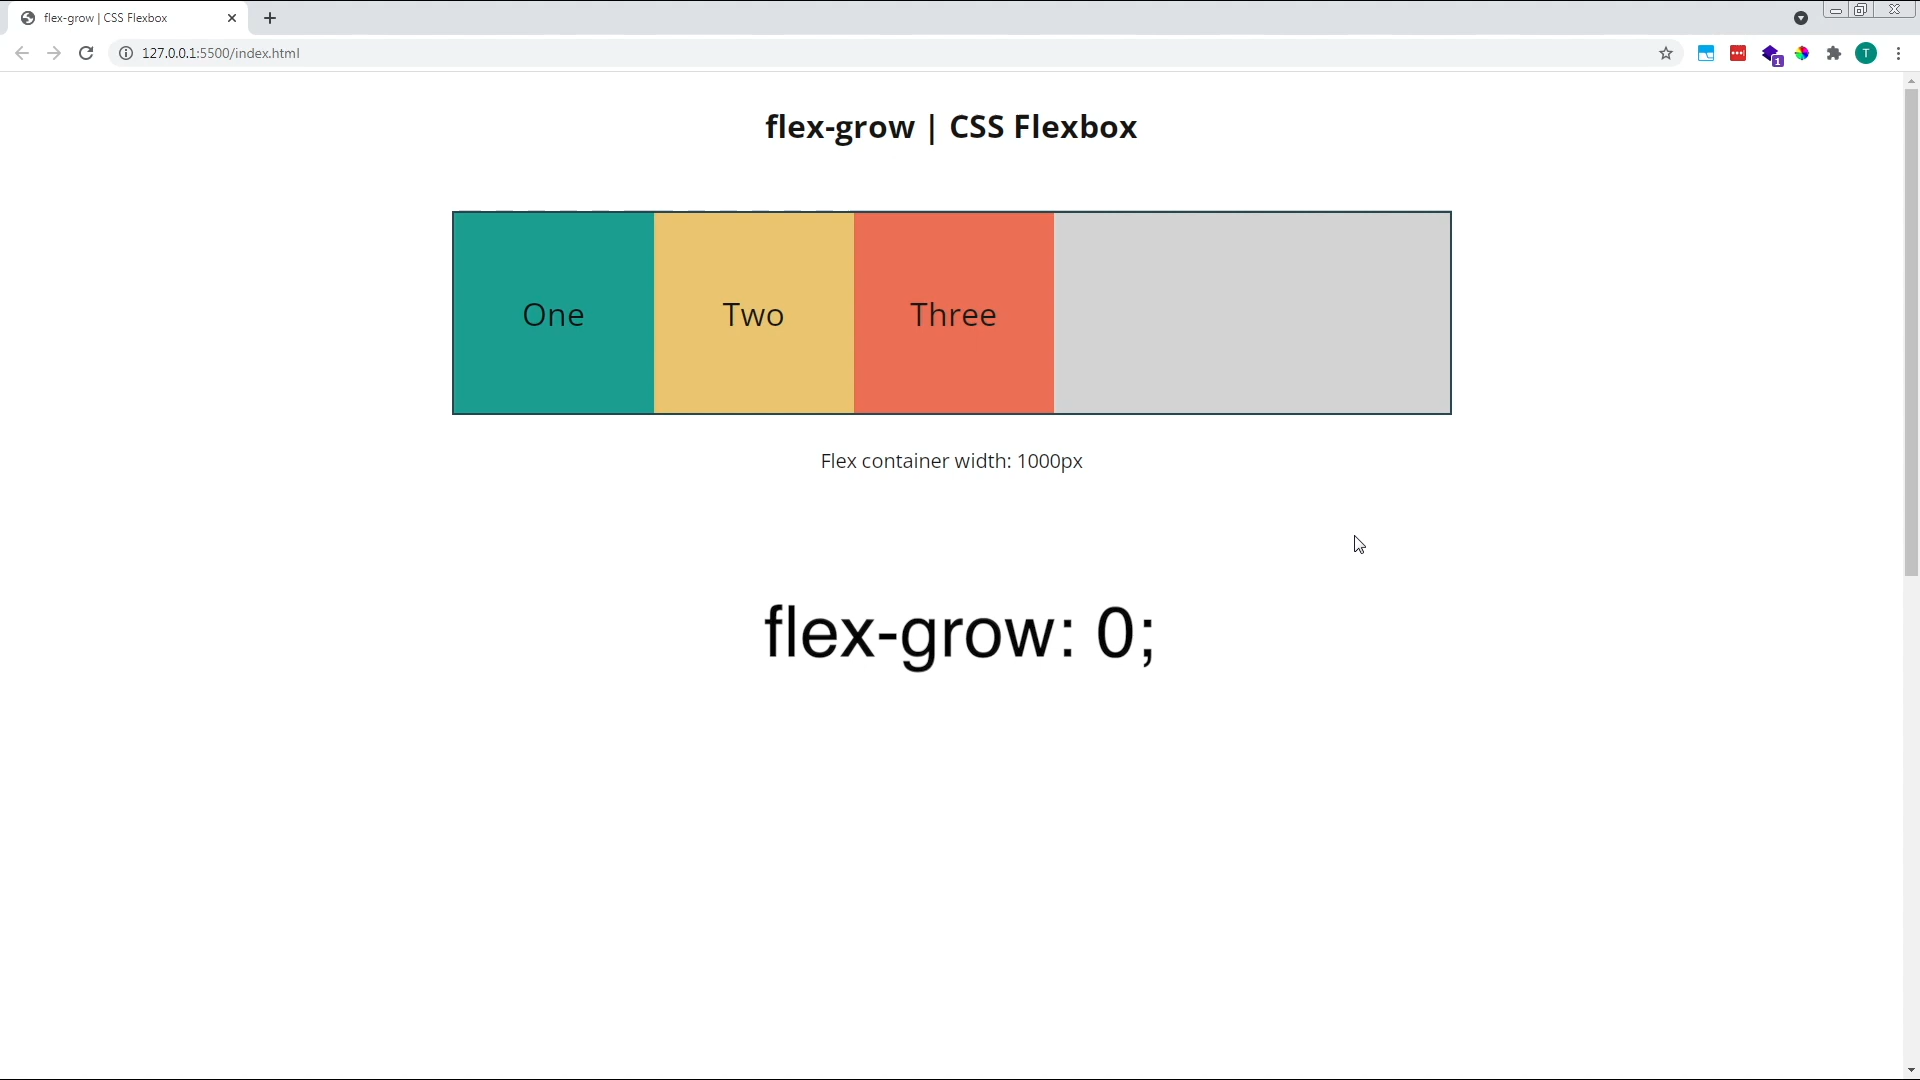 flex-grow | CSS Flexbox
127.0.0.1:5500/index.html
1
T
flex-grow | CSS Flexbox
One
Two
Three
Flex container width: 1000px
flex-grow: 0;